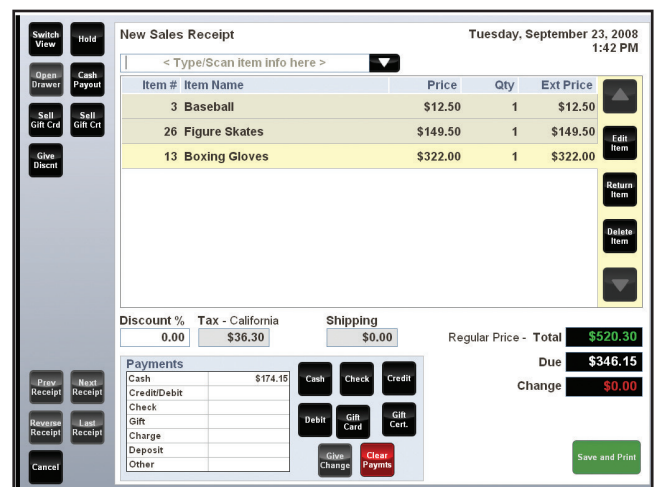 Switch View
Hold
Open Drawer
Cash Payout
Sell Gift Crd
Sell Gift Crt
Give Discnt
New Sales Receipt
Tuesday, September 23, 2008
1:42 PM
< Type/Scan item info here >
Item # Item Name Price Qty Ext Price
3 Baseball $12.50 1 $12.50
26 Figure Skates $149.50 1 $149.50
13 Boxing Gloves $322.00 1 $322.00
Edit Item
Return Item
Delete Item
Discount % Tax - California Shipping
0.00 $36.30 $0.00
Regular Price - Total $520.30
Due $346.15
Change $0.00
Payments
Cash $174.15
Credit/Debit
Check
Gift
Charge
Deposit
Other
Cash Check Credit
Debit Gift Card Gift Cert.
Give Change Clear Paymts
Prev Receipt
Next Receipt
Reverse Receipt
Last Receipt
Cancel
Save and Print